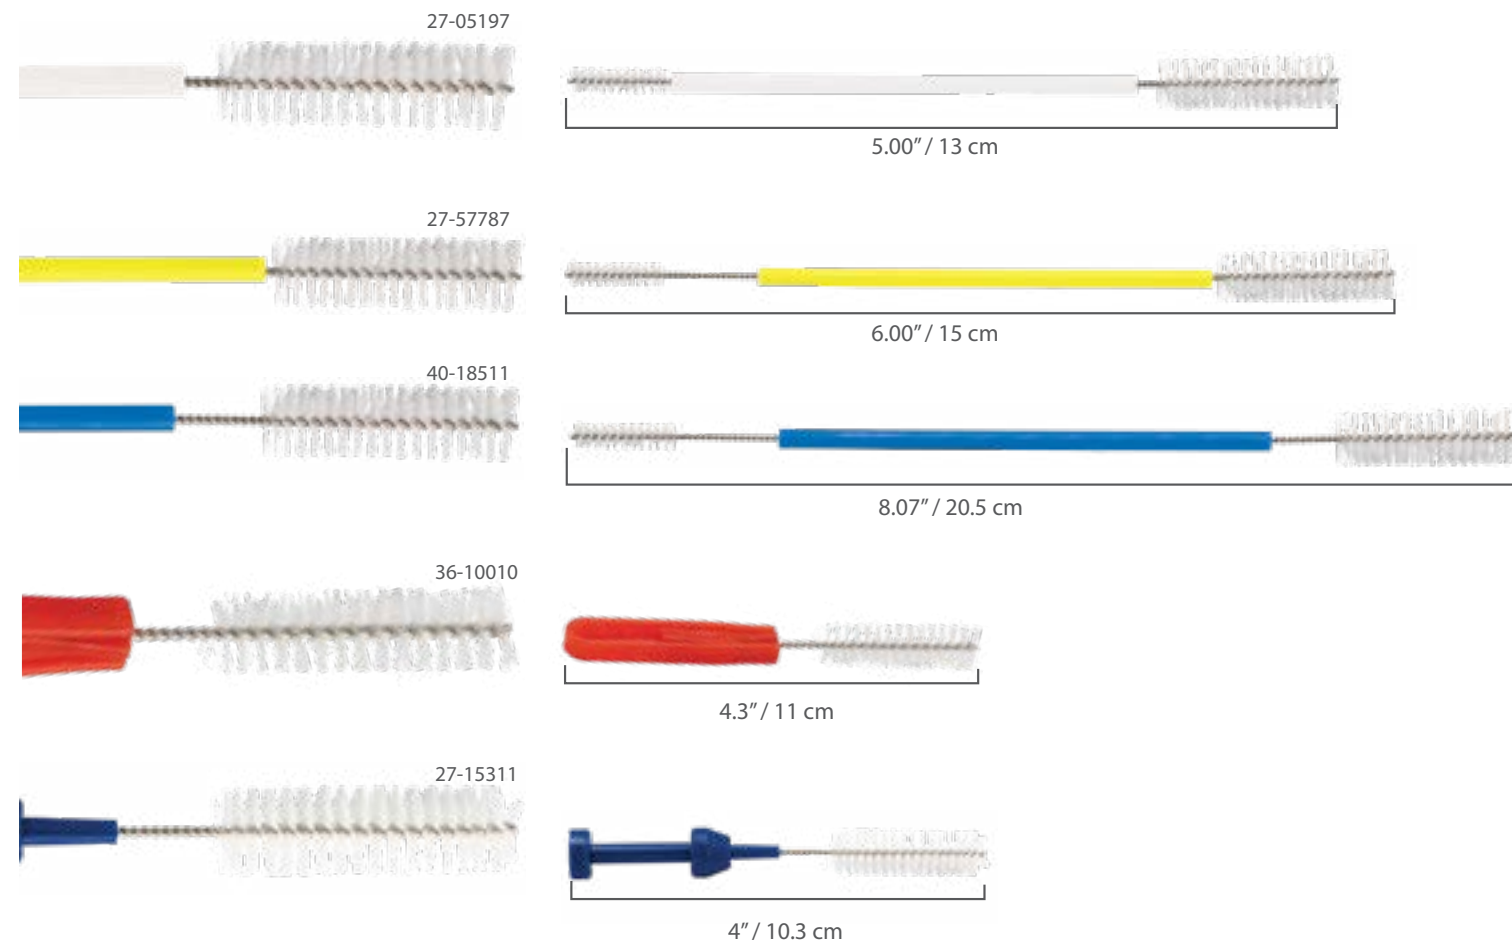 27-05197
5.00” / 13 cm
27-57787
6.00” / 15 cm
40-18511
8.07” / 20.5 cm
36-10010
4.3” / 11 cm
27-15311
4” / 10.3 cm